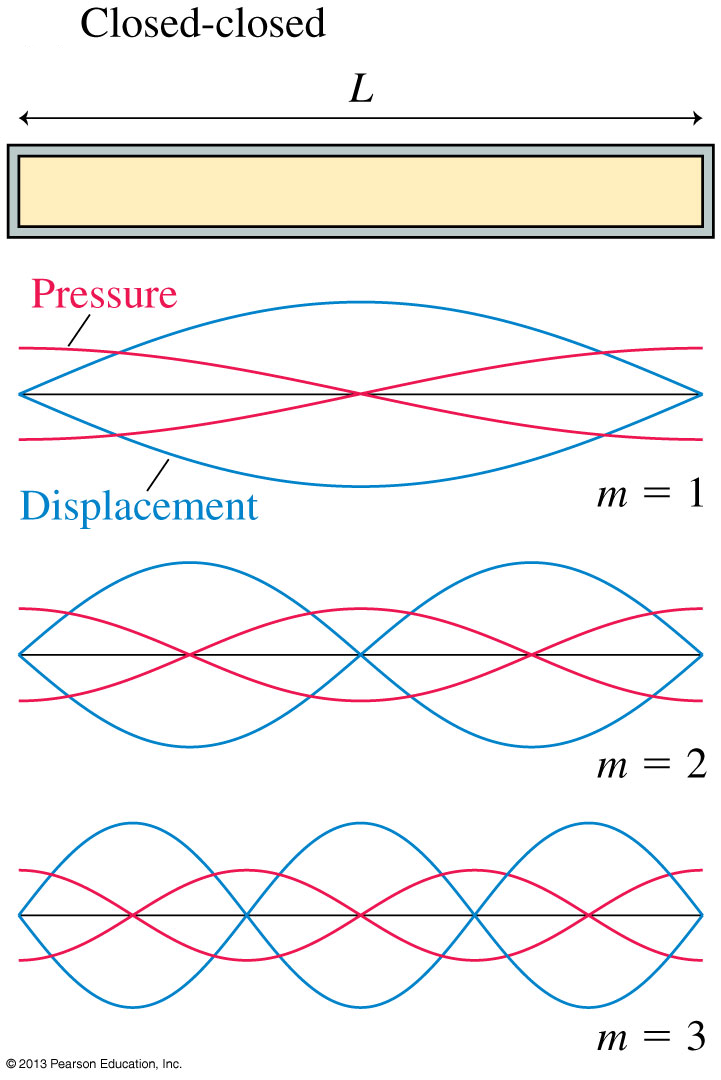 Closed-closed
L
Pressure
Displacement
m = 1
m = 2
m = 3
© 2013 Pearson Education, Inc.